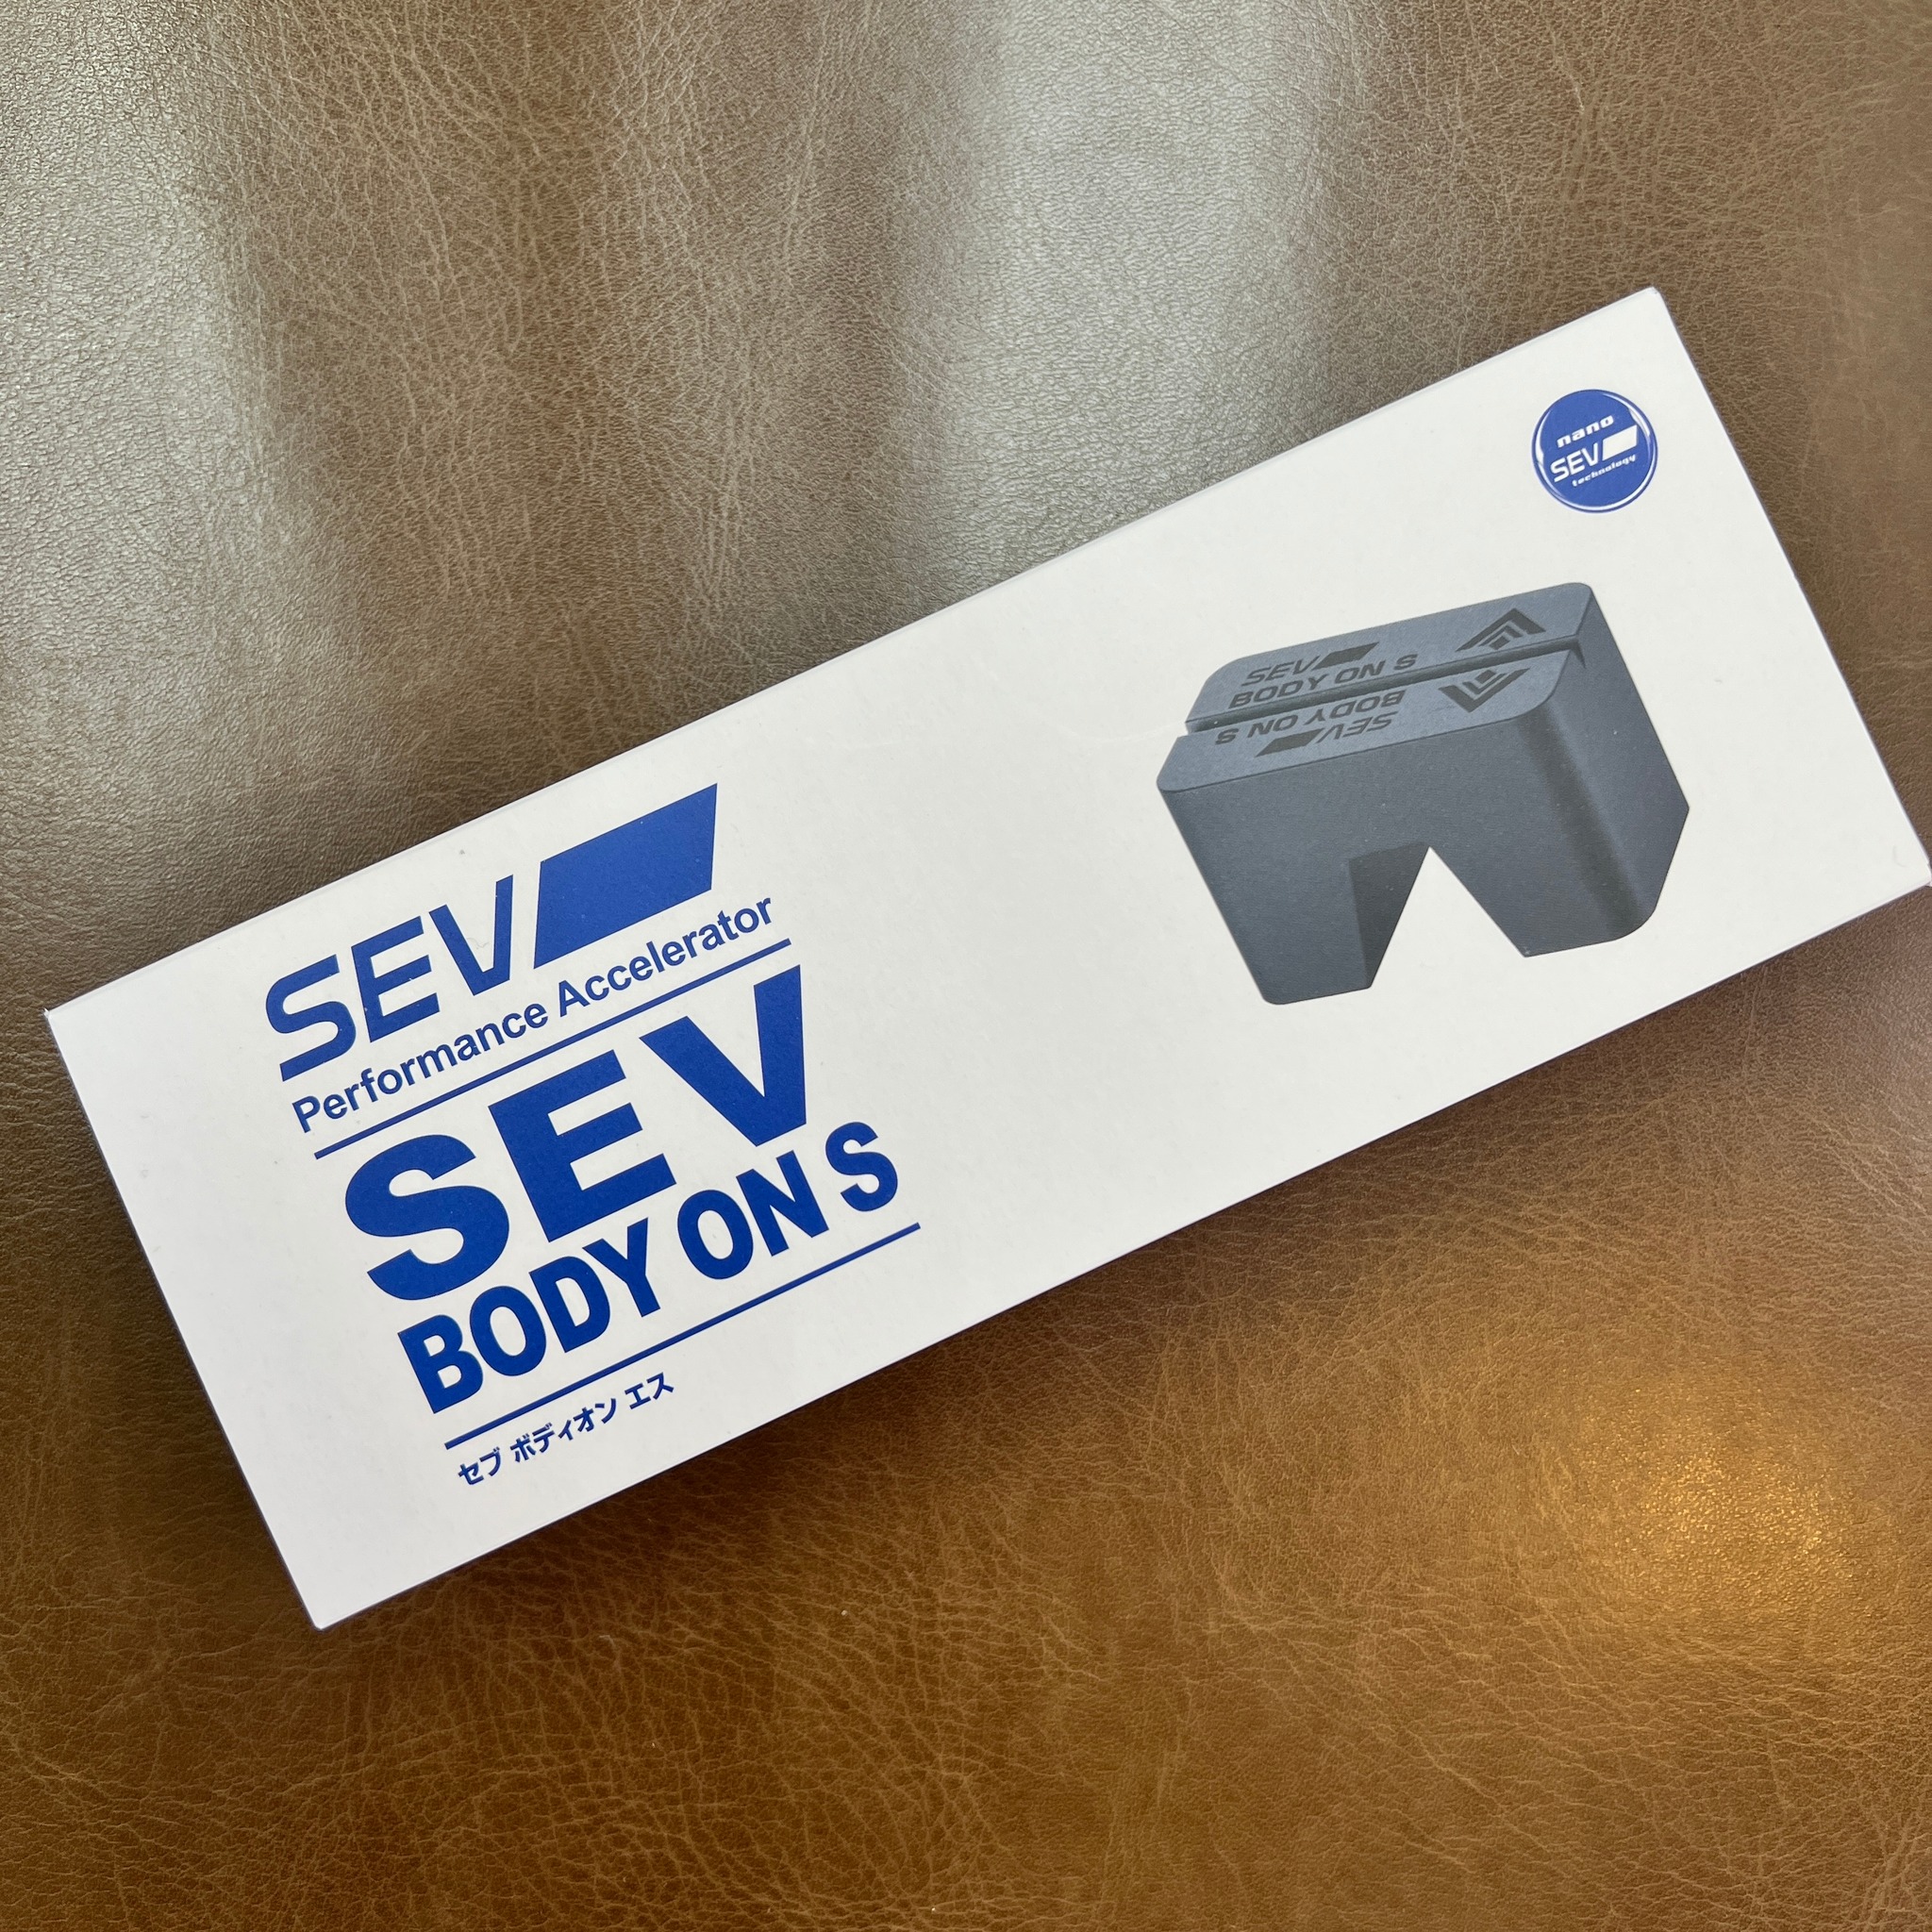 SEV
Performance Accelerator
SEV
BODY ON S
セブ ボディオン エス
nano
SEV
technology
SEV
BODY ON S
BODY ON S
SEV